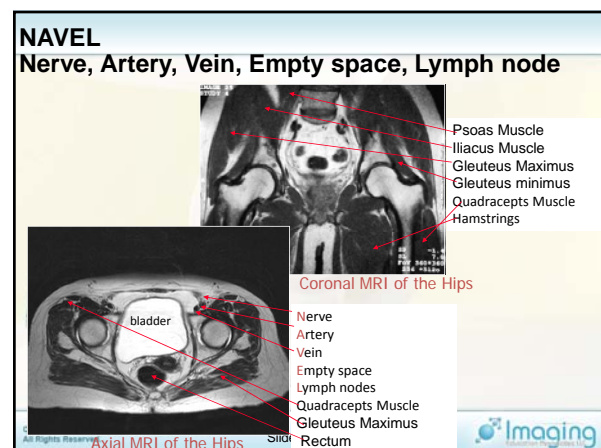 NAVEL
Nerve, Artery, Vein, Empty space, Lymph node
Psoas Muscle
Iliacus Muscle
Gleuteus Maximus
Gleuteus minimus
Quadracepts Muscle
Hamstrings
Coronal MRI of the Hips
bladder
Nerve
Artery
Vein
Empty space
Lymph nodes
Quadracepts Muscle
Gleuteus Maximus
Rectum
Axial MRI of the Hips
All Rights Reserved
Slide
Imaging